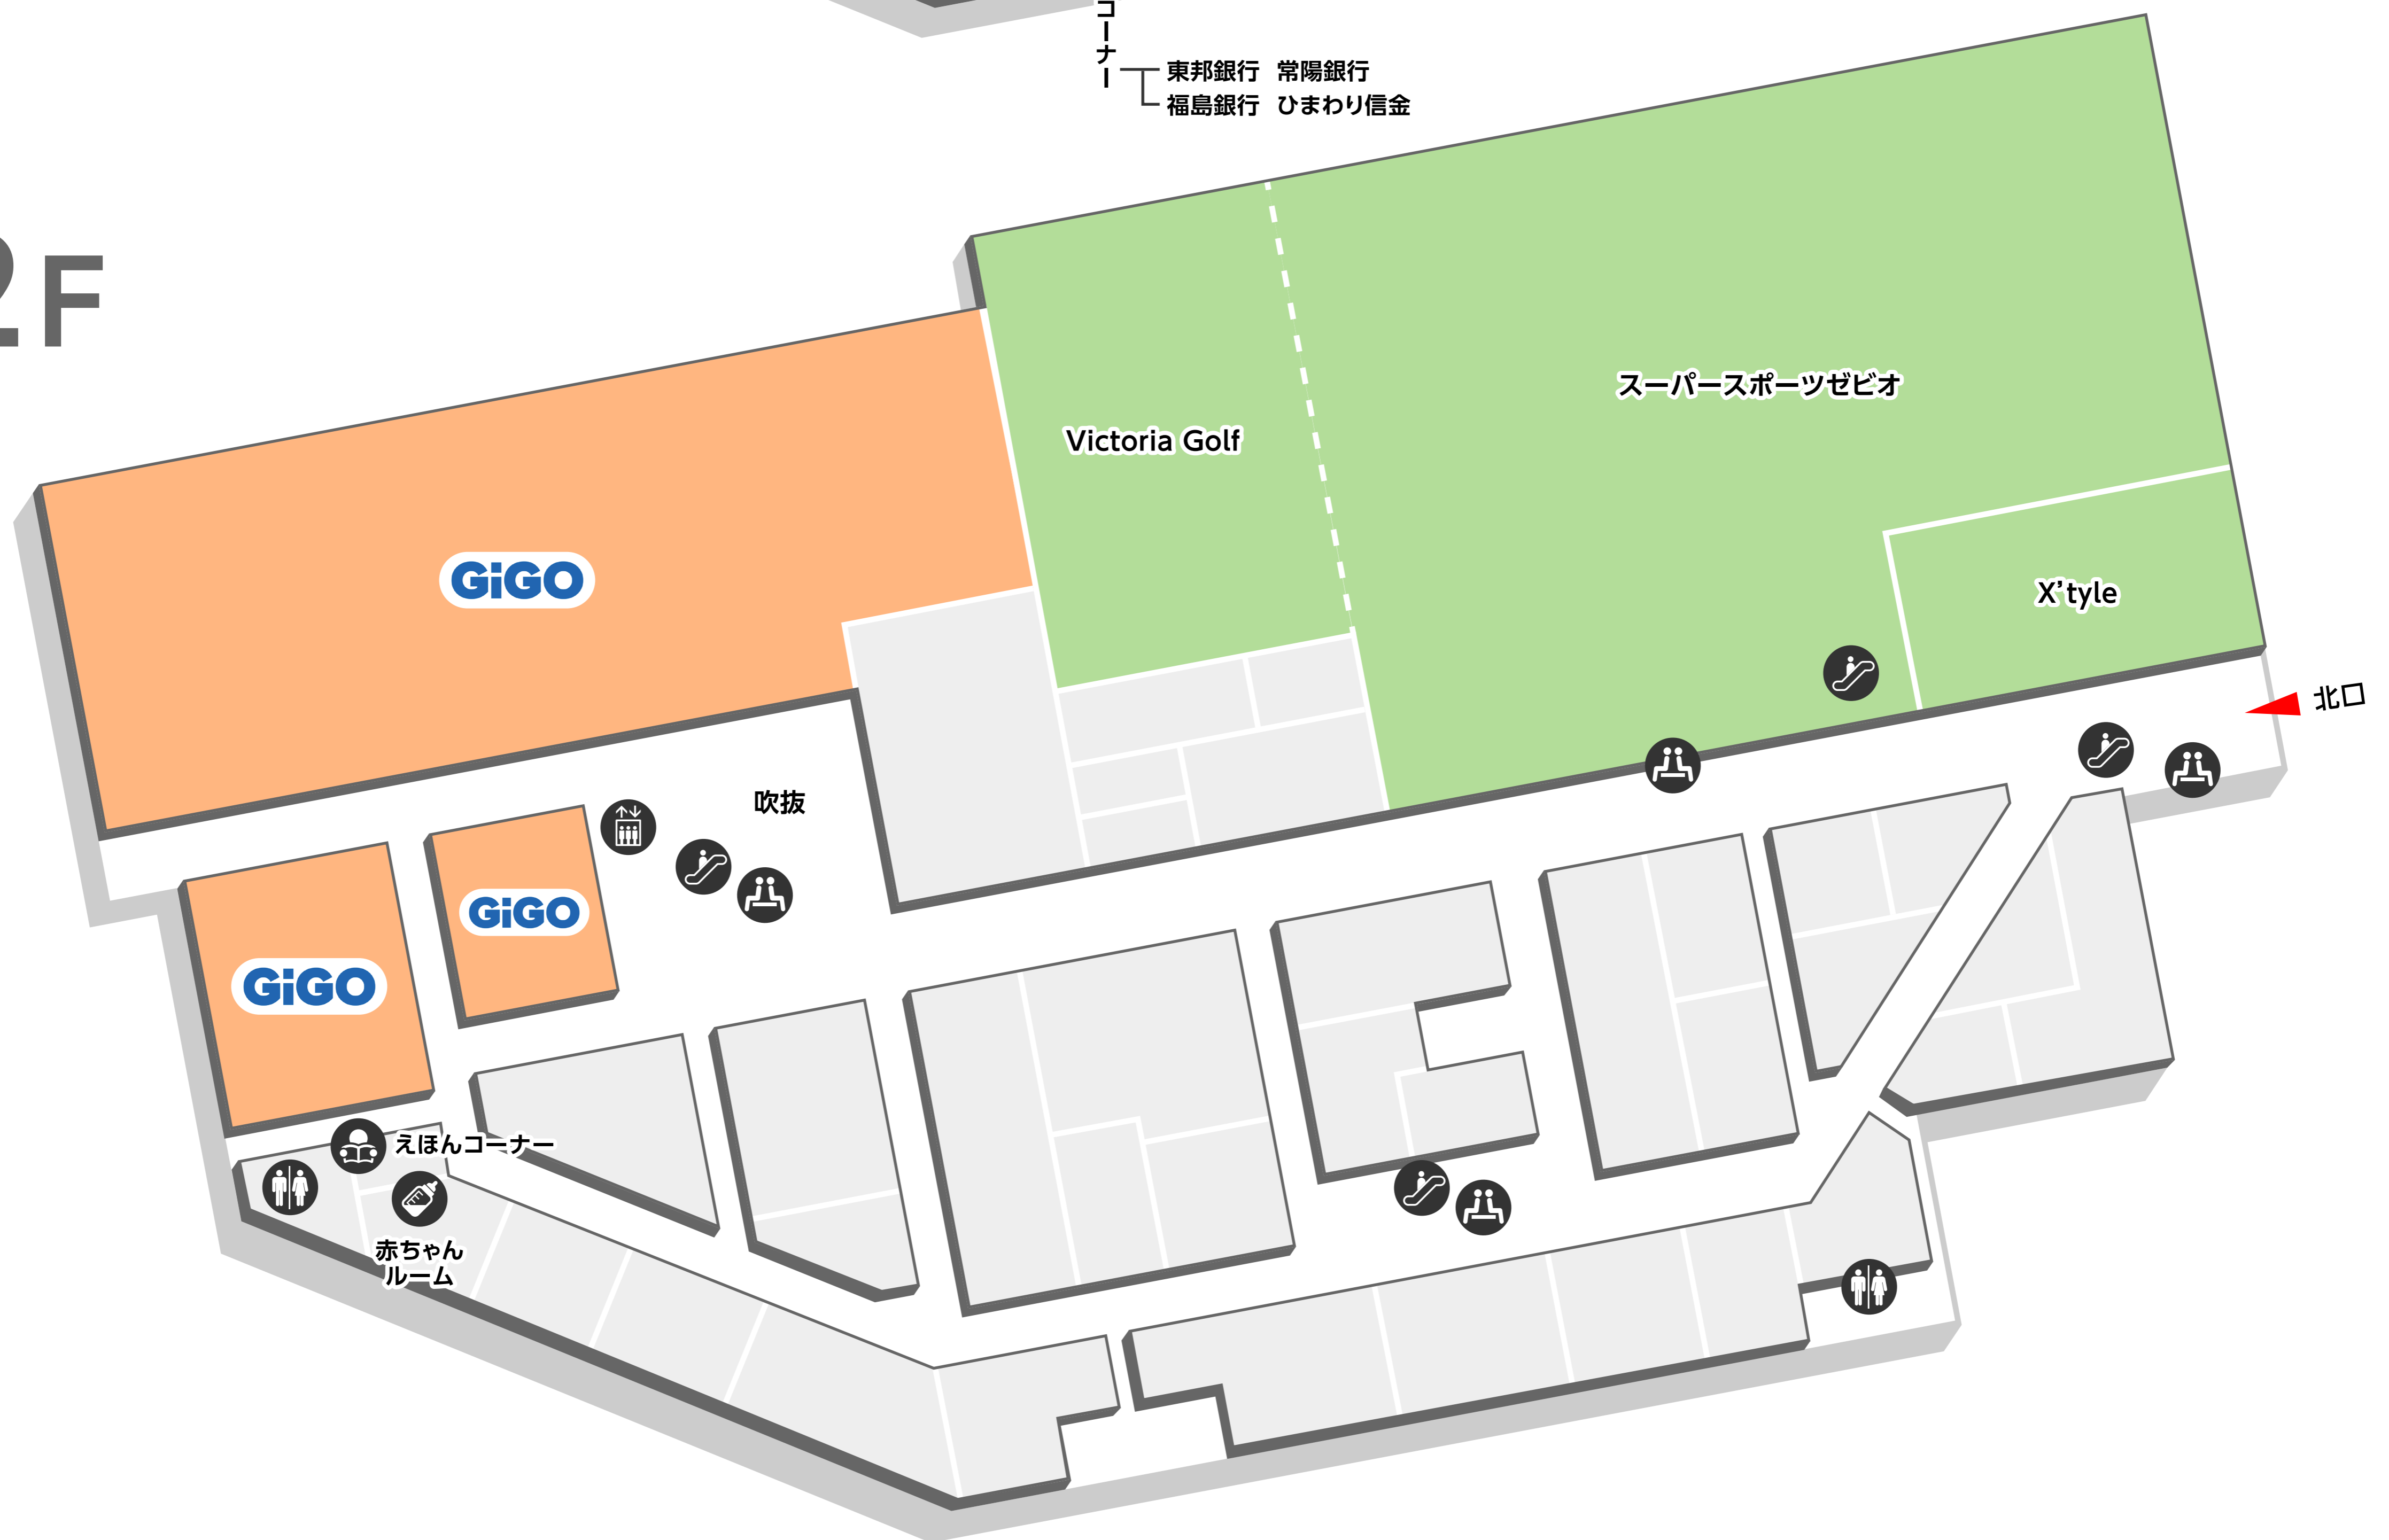 コーナー
東邦銀行 常陽銀行
福島銀行 ひまわり信金
2F
スーパースポーツゼビオ
Victoria Golf
GiGO
X'tyle
北口
吹抜
GiGO
GiGO
えほんコーナー
赤ちゃん
ルーム